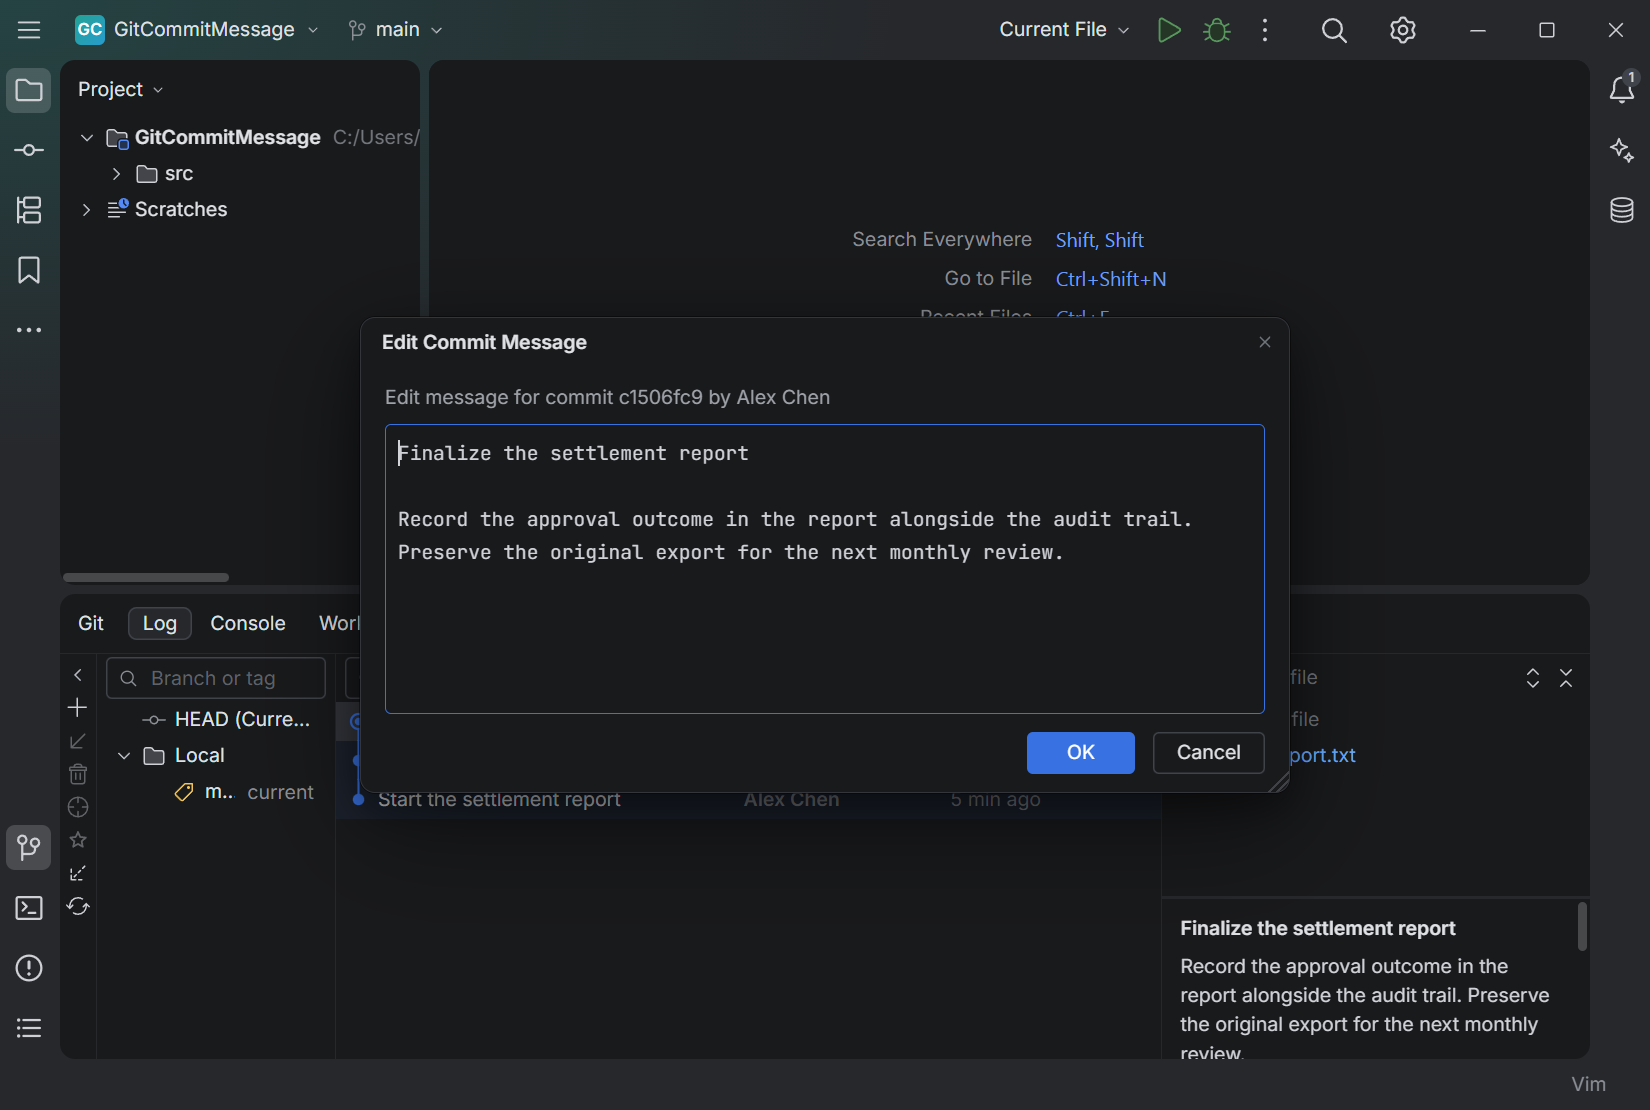 GC GitCommitMessage main Current File
Project
1
GitCommitMessage C:/Users/
src
Scratches
Search Everywhere Shift, Shift
Go to File Ctrl+Shift+N
Recent Files
Edit Commit Message
Edit message for commit c1506fc9 by Alex Chen
Finalize the settlement report
Record the approval outcome in the report alongside the audit trail.
Preserve the original export for the next monthly review.
OK Cancel
Git Log Console
Branch or tag
HEAD (Curre...
Local
m... current
file
file
port.txt
Start the settlement report Alex Chen 5 min ago
Finalize the settlement report
Record the approval outcome in the
report alongside the audit trail. Preserve
the original export for the next monthly
review.
Vim